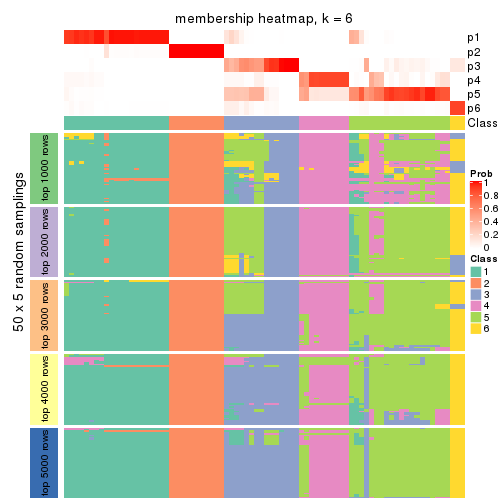 membership heatmap, k = 6
p1
p2
p3
p4
p5
p6
Class
50 x 5 random samplings
top 1000 rows
top 2000 rows
top 3000 rows
top 4000 rows
top 5000 rows
Prob
1
0.8
0.6
0.4
0.2
0
Class
1
2
3
4
5
6